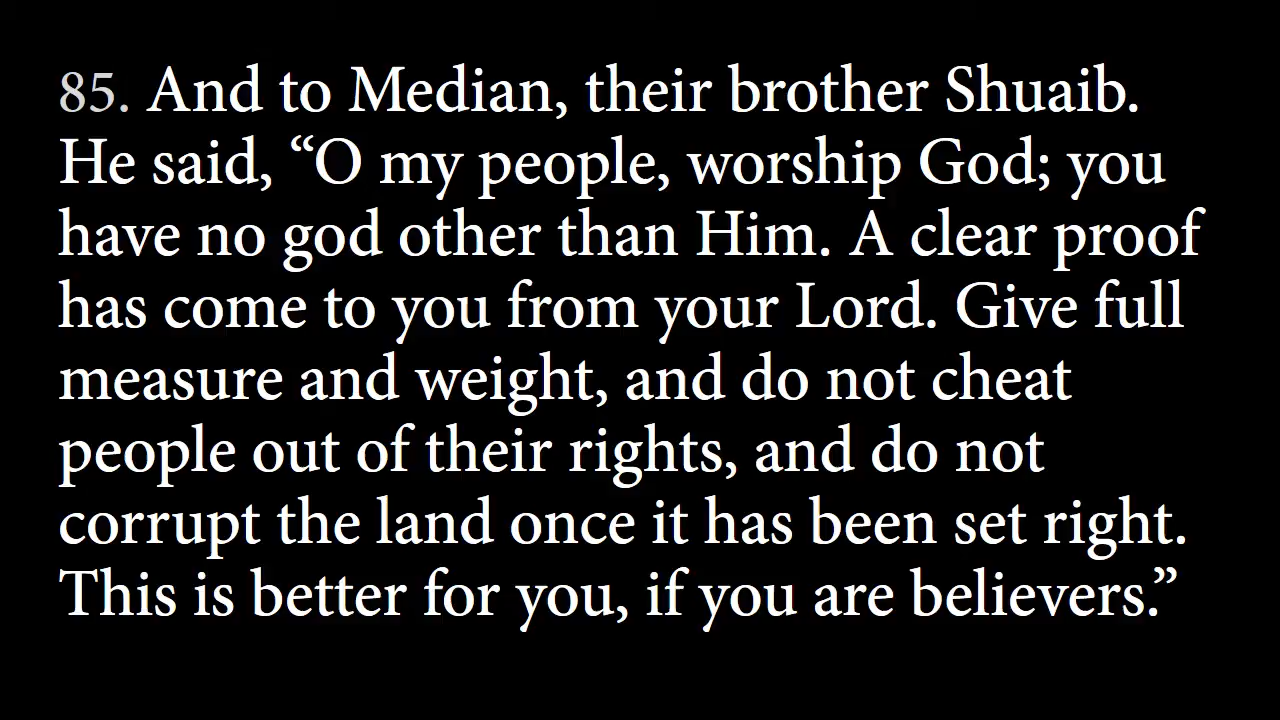 85. And to Median, their brother Shuaib.
He said, “O my people, worship God; you
have no god other than Him. A clear proof
has come to you from your Lord. Give full
measure and weight, and do not cheat
people out of their rights, and do not
corrupt the land once it has been set right.
This is better for you, if you are believers.”